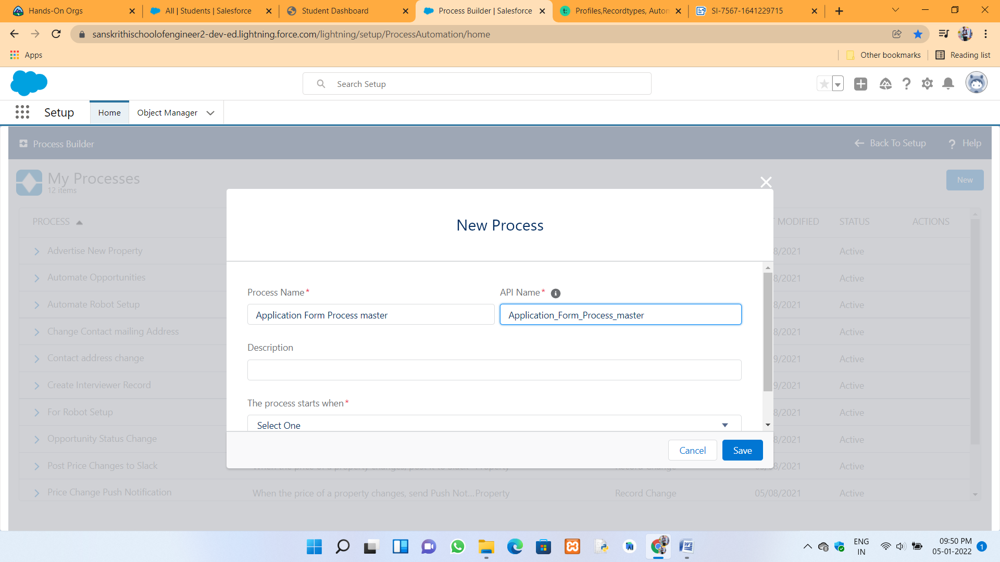 Hands-On Orgs
All | Students | Salesforce
Student Dashboard
Process Builder | Salesforce
Profiles,Recordtypes, Autom
SI-7567-1641229715
sanskrithischoolofengineer2-dev-ed.lightning.force.com/lightning/setup/ProcessAutomation/home
Apps
Other bookmarks
Reading list
Search Setup
Setup
Home
Object Manager
Process Builder
Back To Setup
Help
My Processes
12 items
New
PROCESS
MODIFIED
STATUS
ACTIONS
New Process
Advertise New Property
8/2021
Active
Automate Opportunities
8/2021
Active
Process Name*
API Name*
Automate Robot Setup
8/2021
Active
Application Form Process master
Application_Form_Process_master
Change Contact mailing Address
8/2021
Active
Description
Contact address change
9/2021
Active
Create Interviewer Record
9/2021
Active
The process starts when*
For Robot Setup
8/2021
Active
Select One
Opportunity Status Change
8/2021
Active
Cancel
Save
Post Price Changes to Slack
When the price of a property changes, post it to Slack
Property
Record Change
05/08/2021
Active
Price Change Push Notification
When the price of a property changes, send Push Not...Property
Record Change
05/08/2021
Active
ENG
IN
09:50 PM
05-01-2022
1